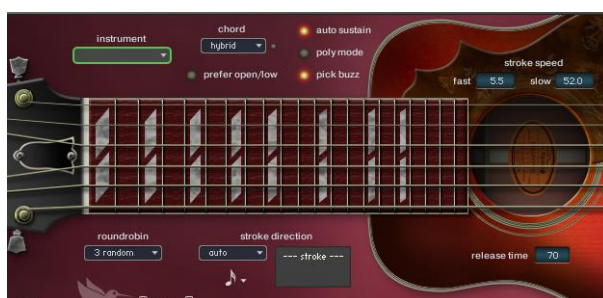 chord
instrument
auto sustain
hybrid
poly mode
prefer open/low
pick buzz
stroke speed
fast 5.5 slow 52.0
roundrobin
stroke direction
3 random
auto
--- stroke ---
release time 70